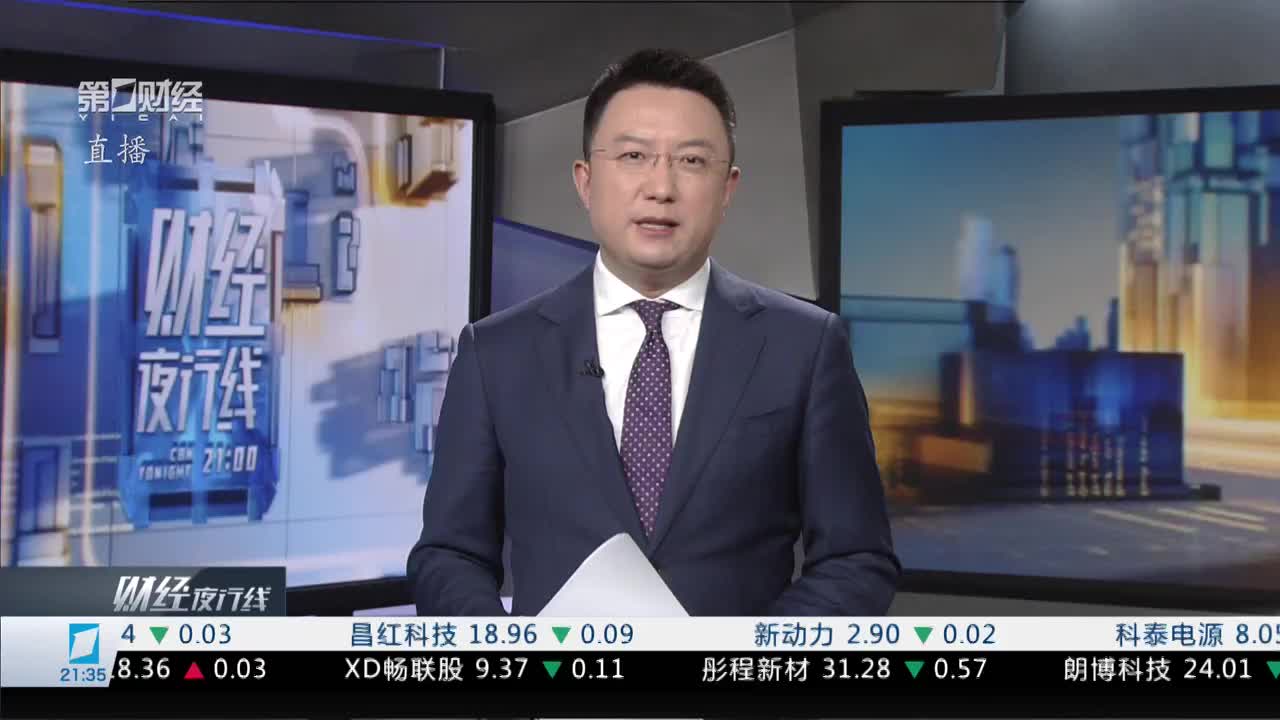 第一财经
YICAI
直播
财经
夜行线
CBN
TONIGHT 21:00
财经夜行线
4 ▼ 0.03 昌红科技 18.96 ▼ 0.09 新动力 2.90 ▼ 0.02 科泰电源 8.05
21:35
8.36 ▲ 0.03 XD畅联股 9.37 ▼ 0.11 彤程新材 31.28 ▼ 0.57 朗博科技 24.01 ▼